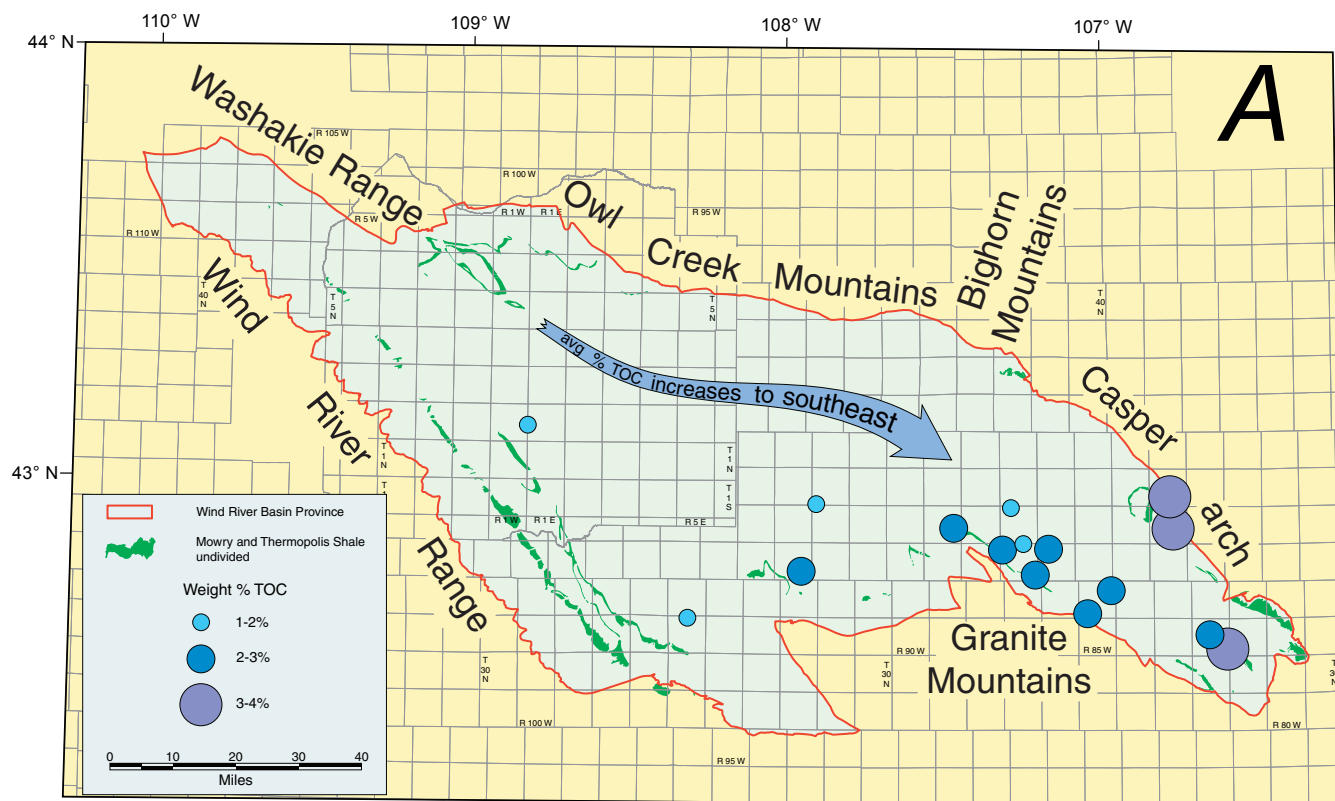 110° W
109° W
108° W
107° W
44° N
43° N
A
Washakie Range
Owl
Creek
Mountains
Bighorn
Mountains
Casper
arch
Wind
River
Range
Granite
Mountains
avg % TOC increases to southeast
R 105 W
R 100 W
R 95 W
R 5 W
R 1 W
R 1 E
R 110 W
T
40
N
T
5
N
T
5
N
T
40
N
T
1
N
T
1
T
1
N
T
1
S
R 1 W
R 1 E
R 5 E
T
30
N
R 100 W
R 95 W
R 90 W
T
30
N
R 85 W
R 80 W
Wind River Basin Province
Mowry and Thermopolis Shale
undivided
Weight % TOC
1-2%
2-3%
3-4%
0 10 20 30 40
Miles